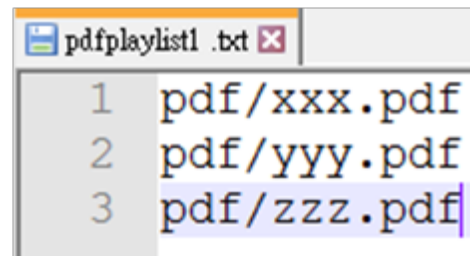 pdfplaylist1 .txt
1 pdf/xxx.pdf
2 pdf/yyy.pdf
3 pdf/zzz.pdf